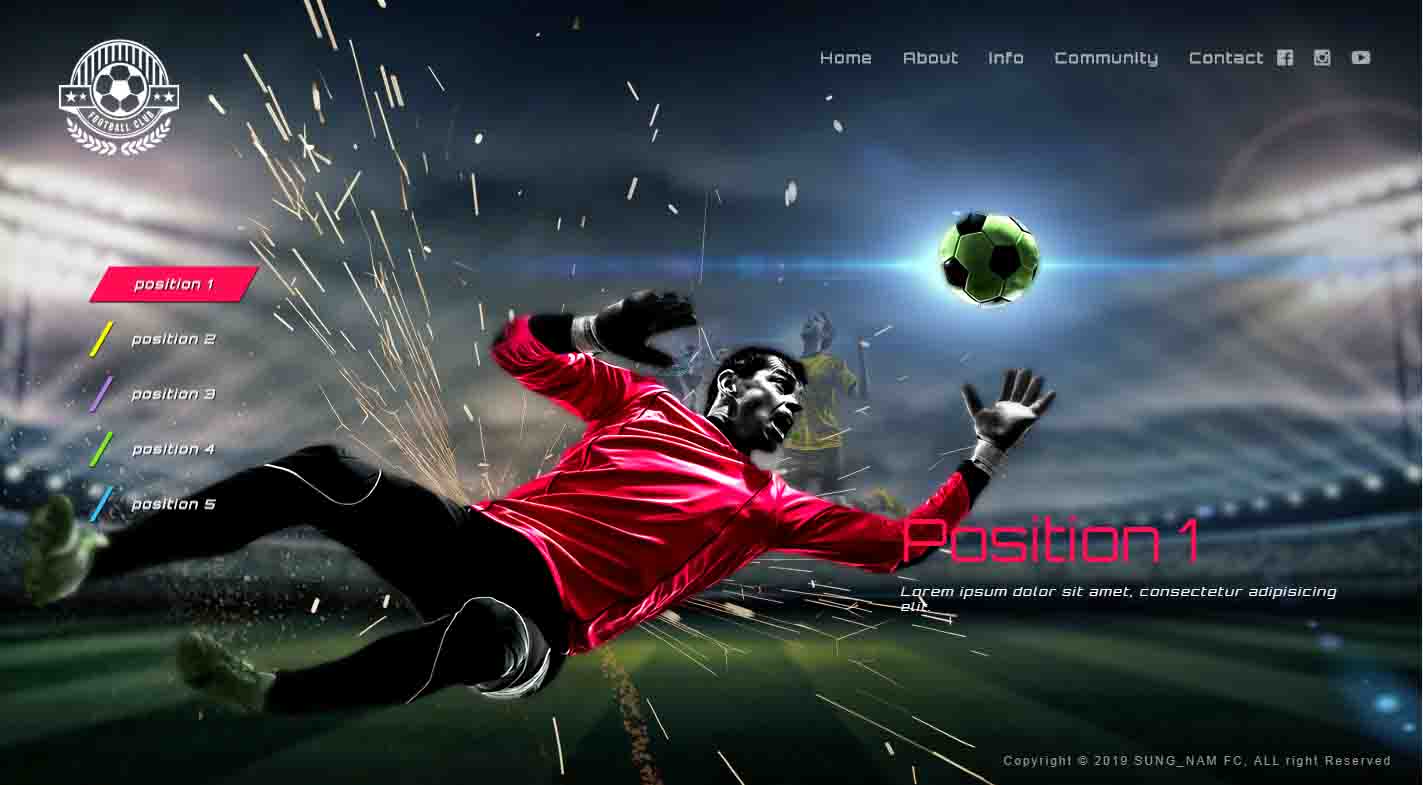 FOOTBALL CLUB
Home About Info Community Contact
position 1
position 2
position 3
position 4
position 5
Position 1
Lorem ipsum dolor sit amet, consectetur adipisicing
elit.
Copyright © 2019 SUNG_NAM FC, ALL right Reserved